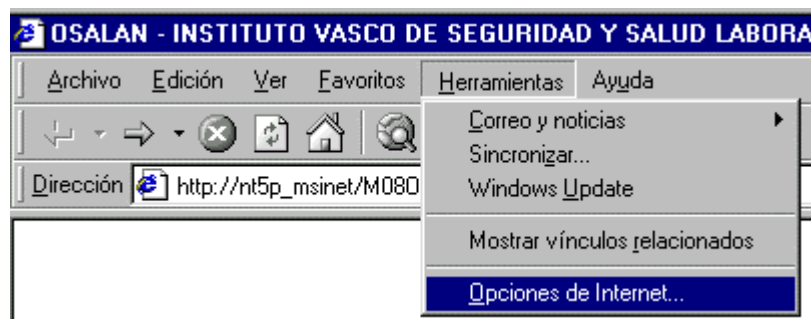 OSALAN - INSTITUTO VASCO DE SEGURIDAD Y SALUD LABORA
Archivo Edición Ver Favoritos Herramientas Ayuda
Correo y noticias
Sincronizar...
Windows Update
Mostrar vínculos relacionados
Opciones de Internet...
Dirección http://nt5p_msinet/M080